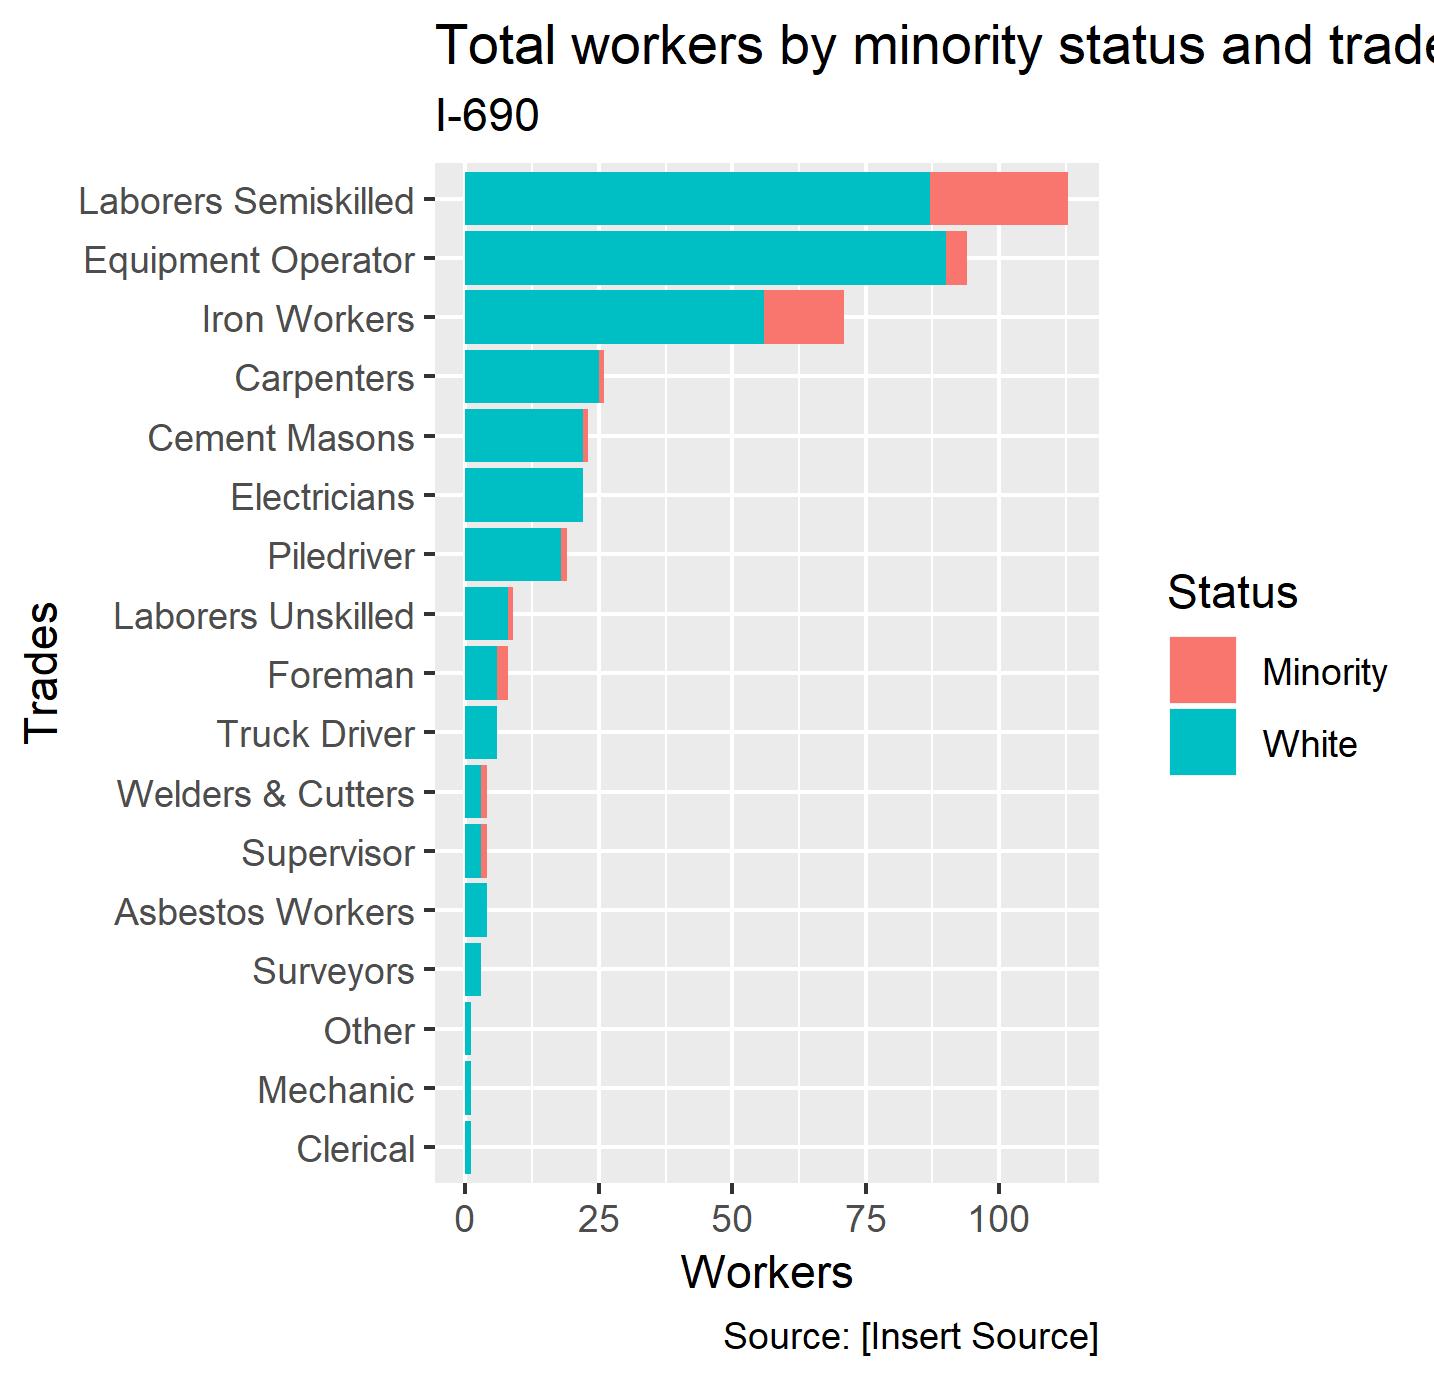 Total workers by minority status and trade
I-690
Trades
Laborers Semiskilled
Equipment Operator
Iron Workers
Carpenters
Cement Masons
Electricians
Piledriver
Laborers Unskilled
Foreman
Truck Driver
Welders & Cutters
Supervisor
Asbestos Workers
Surveyors
Other
Mechanic
Clerical
0 25 50 75 100
Workers
Source: [Insert Source]
Status
Minority
White